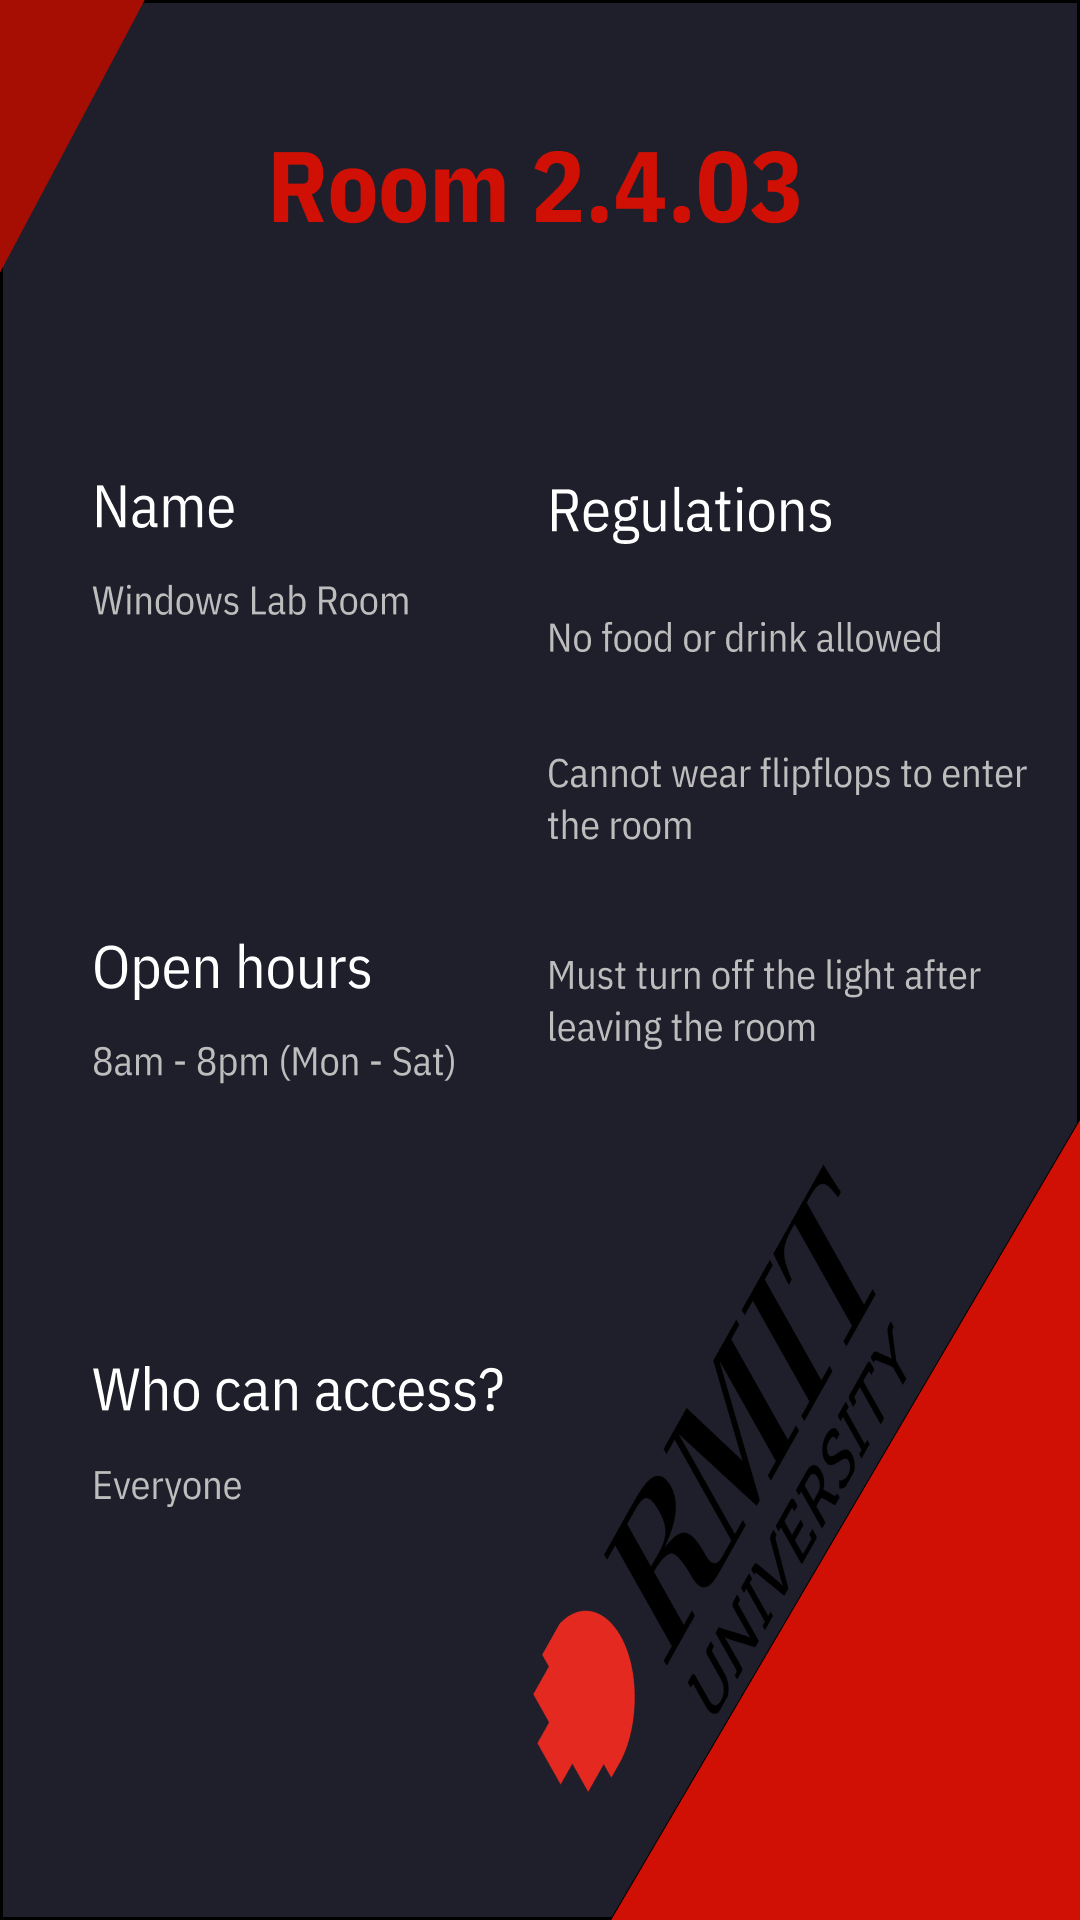 Room 2.4.03
Name
Windows Lab Room
Open hours
8am - 8pm (Mon - Sat)
Who can access?
Everyone
Regulations
No food or drink allowed
Cannot wear flipflops to enter
the room
Must turn off the light after
leaving the room
RMIT
UNIVERSITY